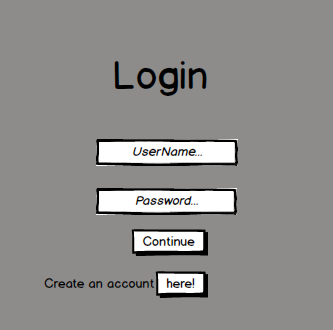 Login
UserName...
Password...
Continue
Create an account here!